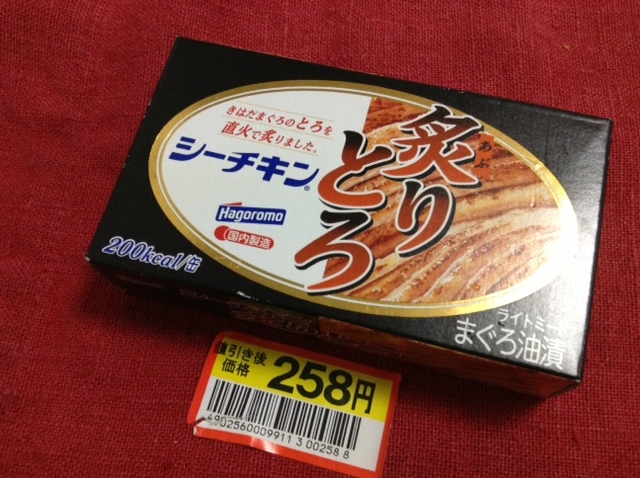 きはだまぐろのとろを
直火で炙りました。
シーチキン®
Hagoromo
国内製造
炙りとろ
あぶ
200kcal/缶
ライトミ
まぐろ油漬
値引き後
価格
258円
4902560009911 3 00258 8